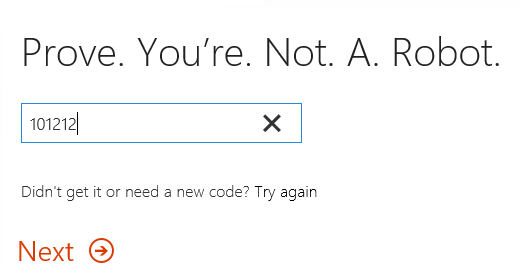 Prove. You’re. Not. A. Robot.
101212
Didn't get it or need a new code? Try again
Next